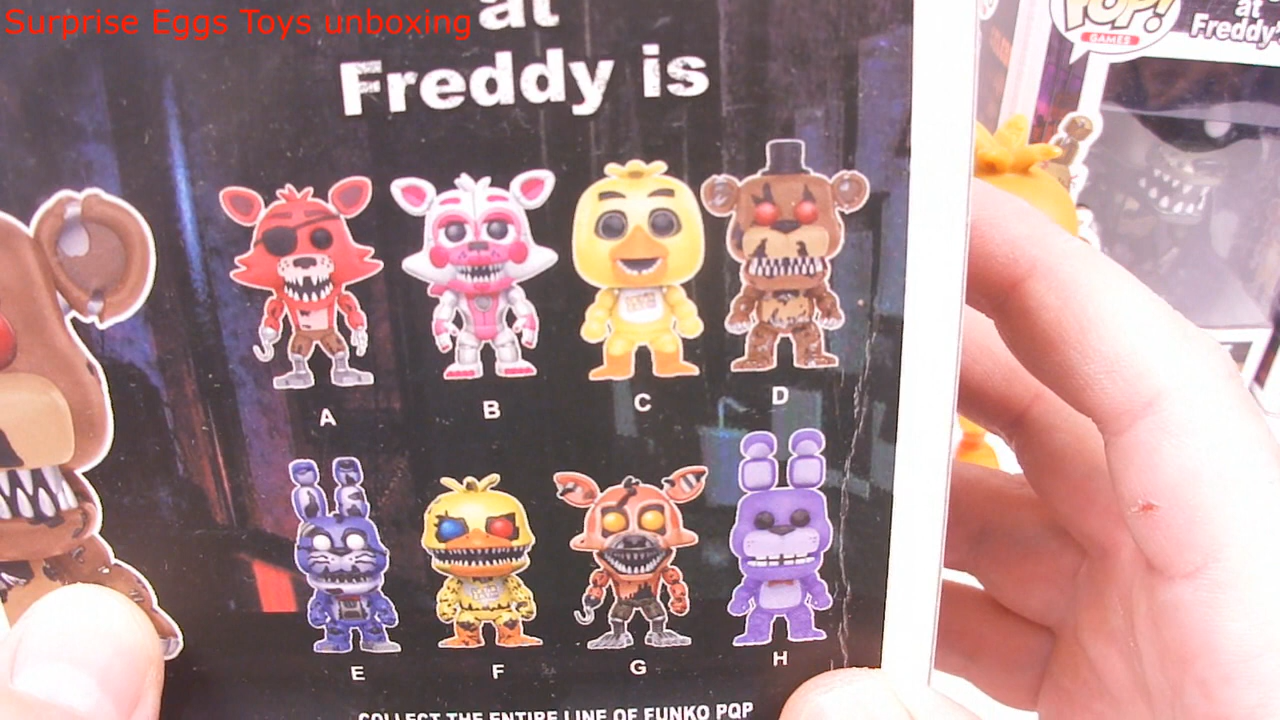 Surprise Eggs Toys unboxing
at
Freddy is
A
B
C
D
E
F
G
H
COLLECT THE ENTIRE LINE OF FUNKO PQP
POP!
GAMES
at
Freddy'